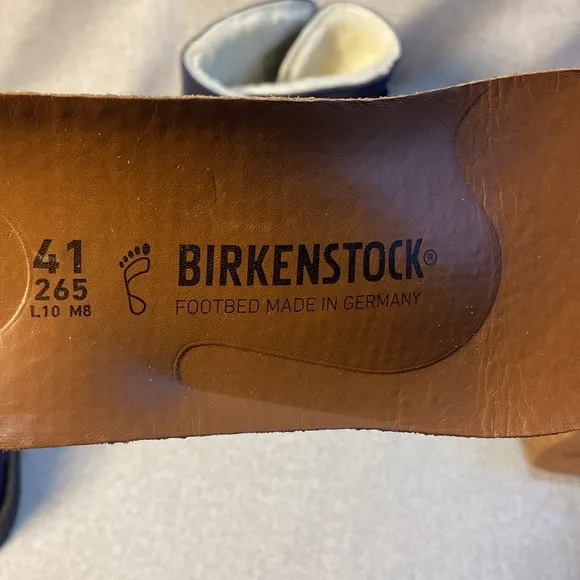 41
265
L10 M8
BIRKENSTOCK®
FOOTBED MADE IN GERMANY